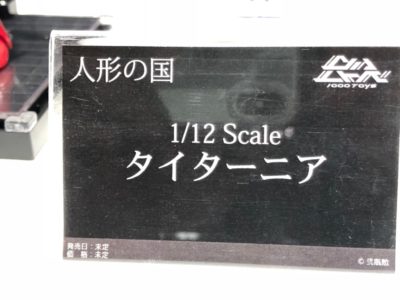 人形の国
1000toys
1/12 Scale
タイターニア
発売日：未定
価　格：未定
© 弐瓶勉